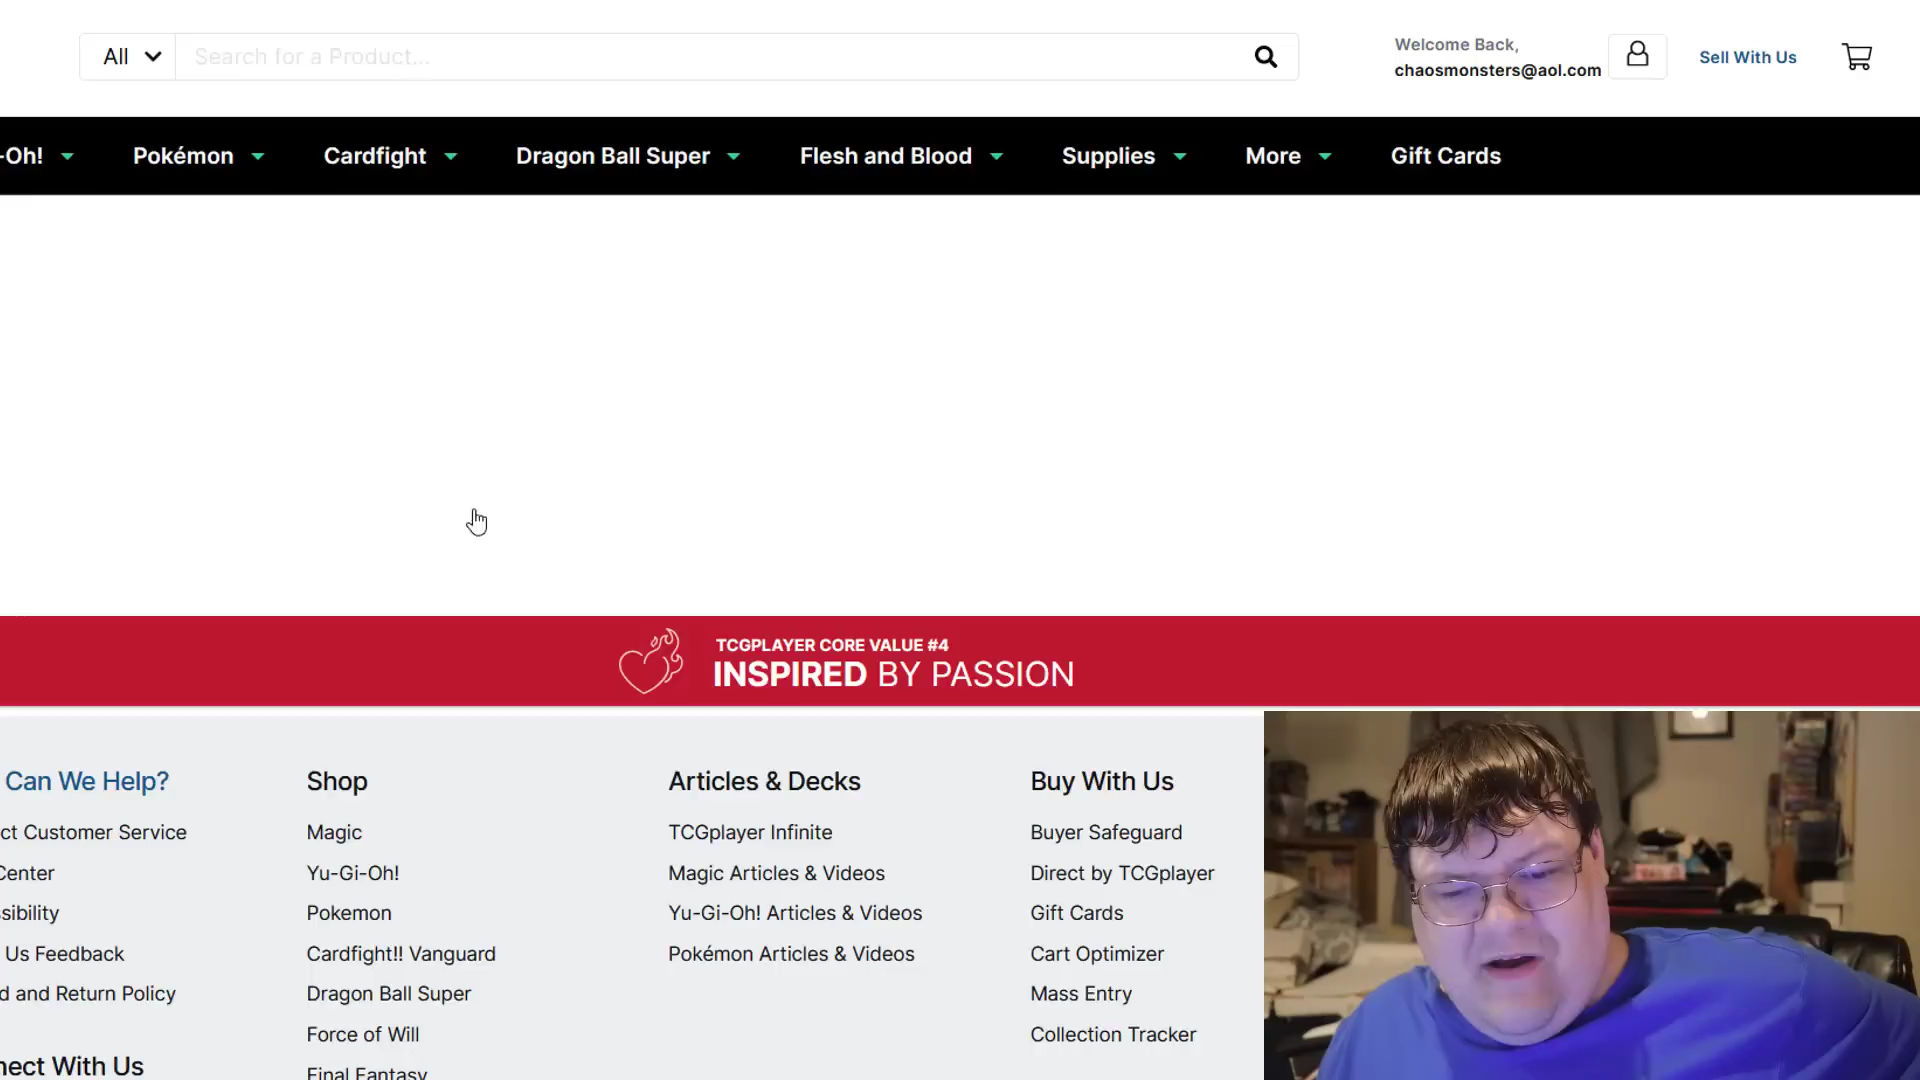 All
Search for a Product...
Welcome Back,
chaosmonsters@aol.com
Sell With Us
-Oh!
Pokémon
Cardfight
Dragon Ball Super
Flesh and Blood
Supplies
More
Gift Cards
TCGPLAYER CORE VALUE #4
INSPIRED BY PASSION
Can We Help?
ct Customer Service
Center
sibility
Us Feedback
d and Return Policy
nect With Us
Shop
Magic
Yu-Gi-Oh!
Pokemon
Cardfight!! Vanguard
Dragon Ball Super
Force of Will
Final Fantasy
Articles & Decks
TCGplayer Infinite
Magic Articles & Videos
Yu-Gi-Oh! Articles & Videos
Pokémon Articles & Videos
Buy With Us
Buyer Safeguard
Direct by TCGplayer
Gift Cards
Cart Optimizer
Mass Entry
Collection Tracker